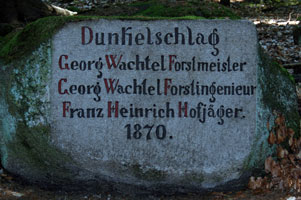 Dunkelschlag
Georg Wachtel Forstmeister
Georg Wachtel Forstingenieur
Franz Heinrich Hofjäger.
1870.